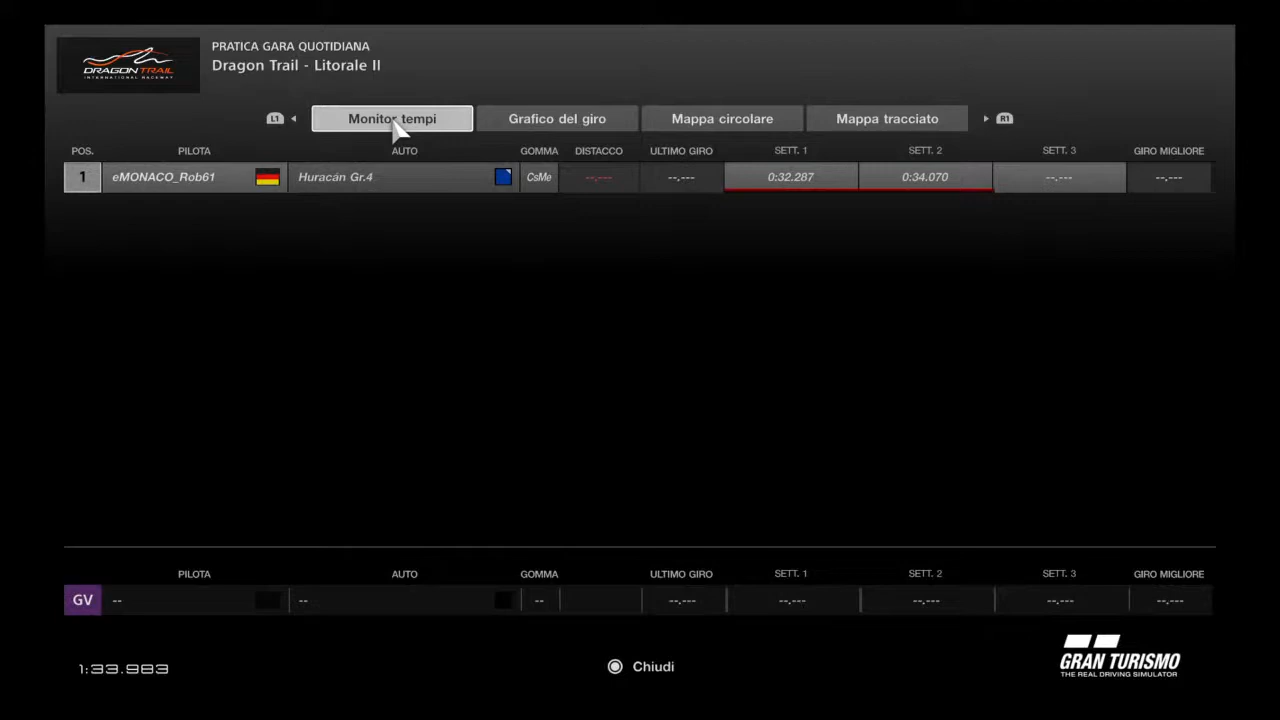 DRAGON TRAIL
INTERNATIONAL RACEWAY
PRATICA GARA QUOTIDIANA
Dragon Trail - Litorale II
L1 Monitor tempi Grafico del giro Mappa circolare Mappa tracciato R1
POS. PILOTA AUTO GOMMA DISTACCO ULTIMO GIRO SETT. 1 SETT. 2 SETT. 3 GIRO MIGLIORE
1 eMONACO_Rob61 Huracán Gr.4 CsMe --.--- --.--- 0:32.287 0:34.070 --.--- --.---
PILOTA AUTO GOMMA ULTIMO GIRO SETT. 1 SETT. 2 SETT. 3 GIRO MIGLIORE
GV -- -- -- --.--- --.--- --.--- --.--- --.---
1:33.983
Chiudi
GRAN TURISMO
THE REAL DRIVING SIMULATOR